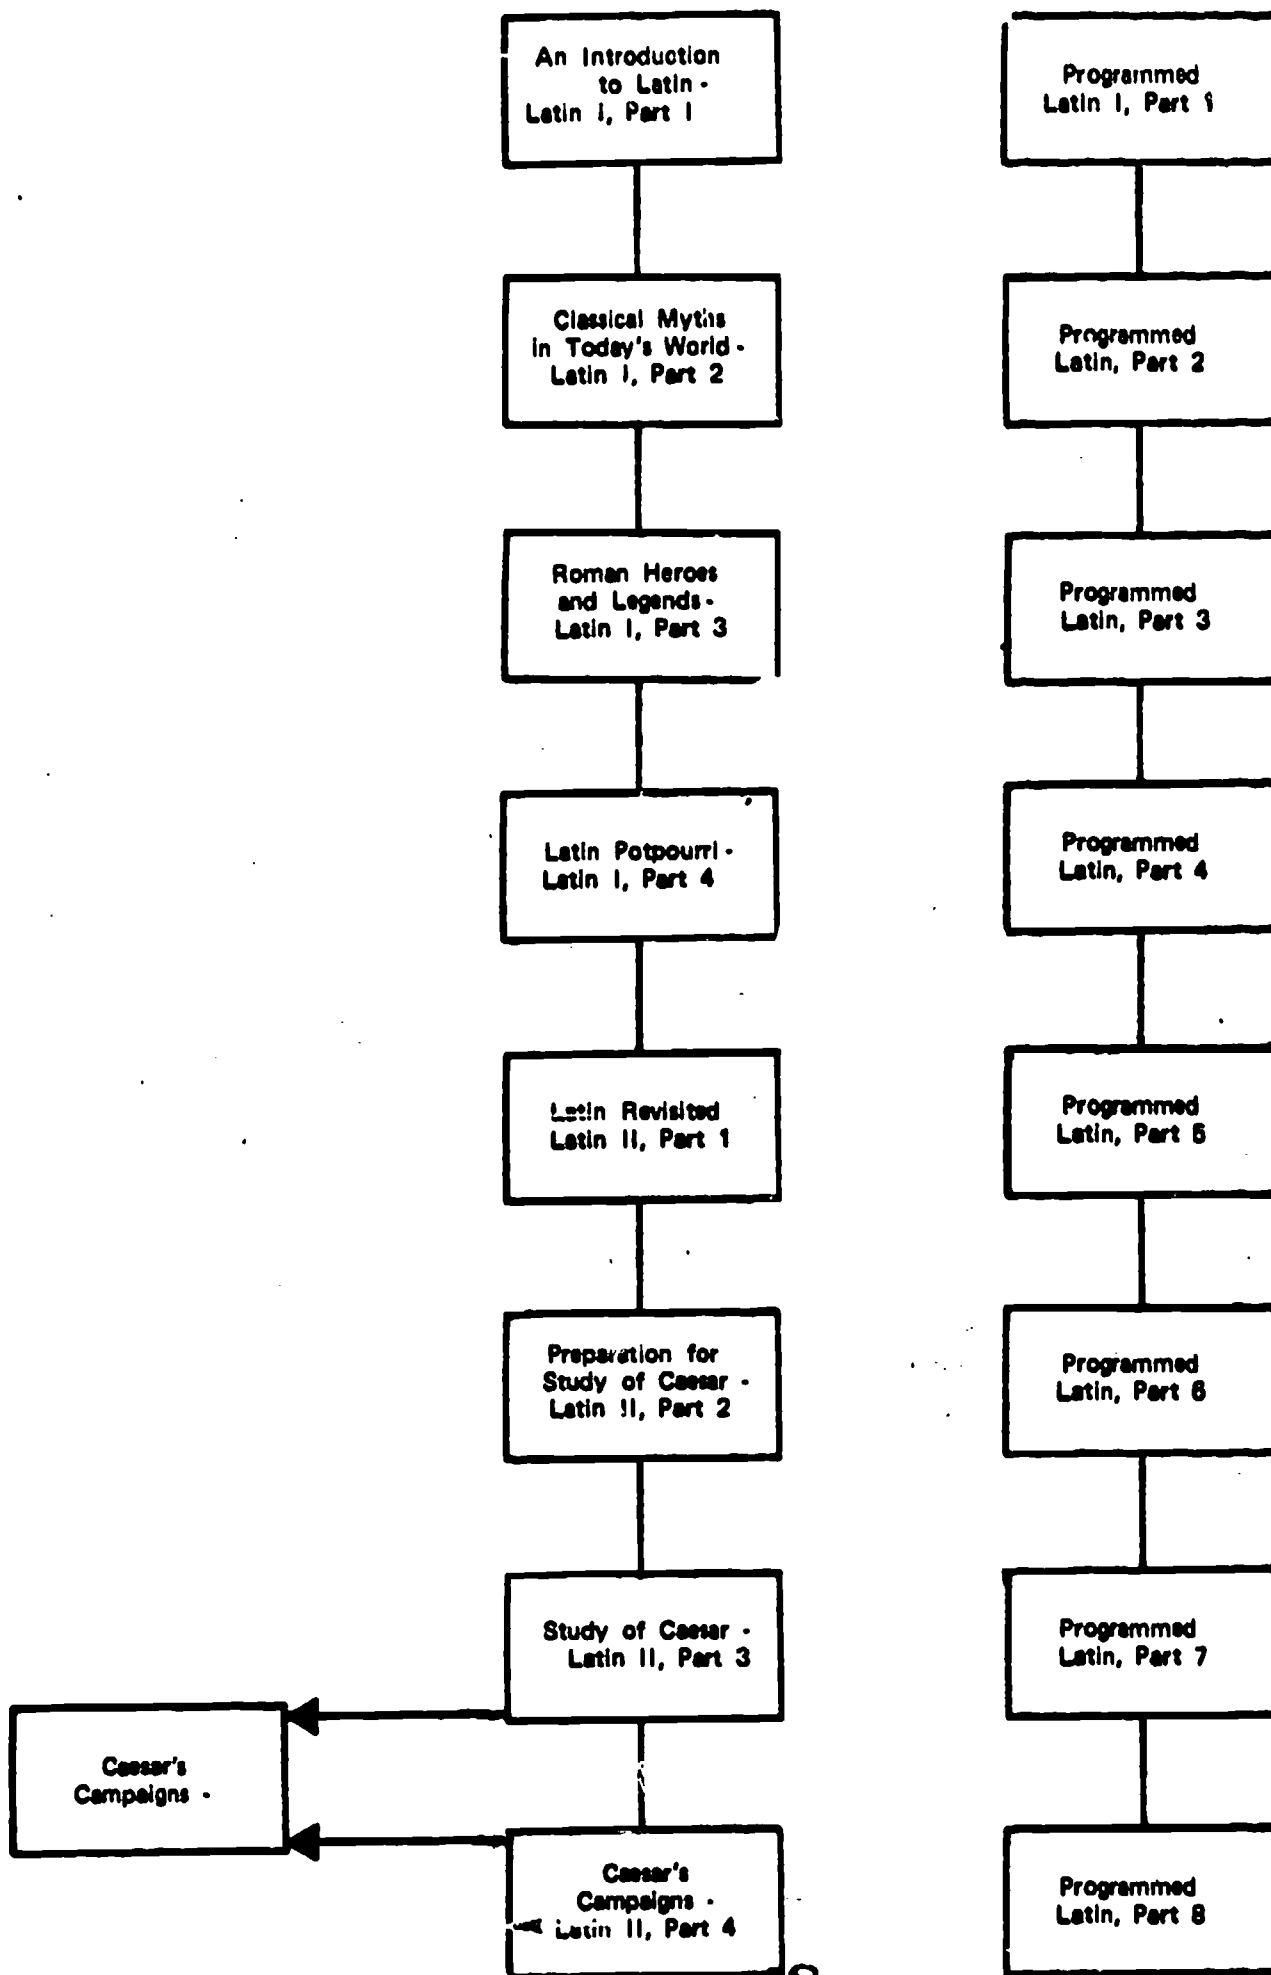 An Introduction
to Latin -
Latin I, Part I
Classical Myths
in Today's World -
Latin I, Part 2
Roman Heroes
and Legends -
Latin I, Part 3
Latin Potpourri -
Latin I, Part 4
Latin Revisited
Latin II, Part 1
Preparation for
Study of Caesar -
Latin II, Part 2
Study of Caesar -
Latin II, Part 3
Caesar's
Campaigns -
Caesar's
Campaigns -
Latin II, Part 4
Programmed
Latin I, Part 1
Programmed
Latin, Part 2
Programmed
Latin, Part 3
Programmed
Latin, Part 4
Programmed
Latin, Part 5
Programmed
Latin, Part 6
Programmed
Latin, Part 7
Programmed
Latin, Part 8